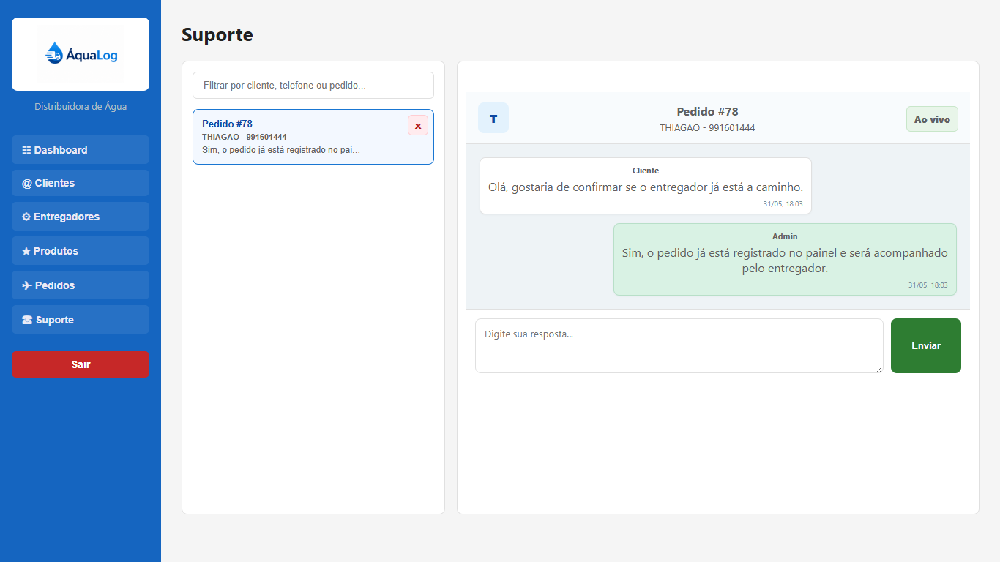 ÁquaLog
Distribuidora de Água
☷ Dashboard
@ Clientes
⚙ Entregadores
★ Produtos
✈ Pedidos
☎ Suporte
Sair
Suporte
Filtrar por cliente, telefone ou pedido...
Pedido #78
x
THIAGAO - 991601444
Sim, o pedido já está registrado no pai...
T
Pedido #78
THIAGAO - 991601444
Ao vivo
Cliente
Olá, gostaria de confirmar se o entregador já está a caminho.
31/05, 18:03
Admin
Sim, o pedido já está registrado no painel e será acompanhado
pelo entregador.
31/05, 18:03
Digite sua resposta...
Enviar